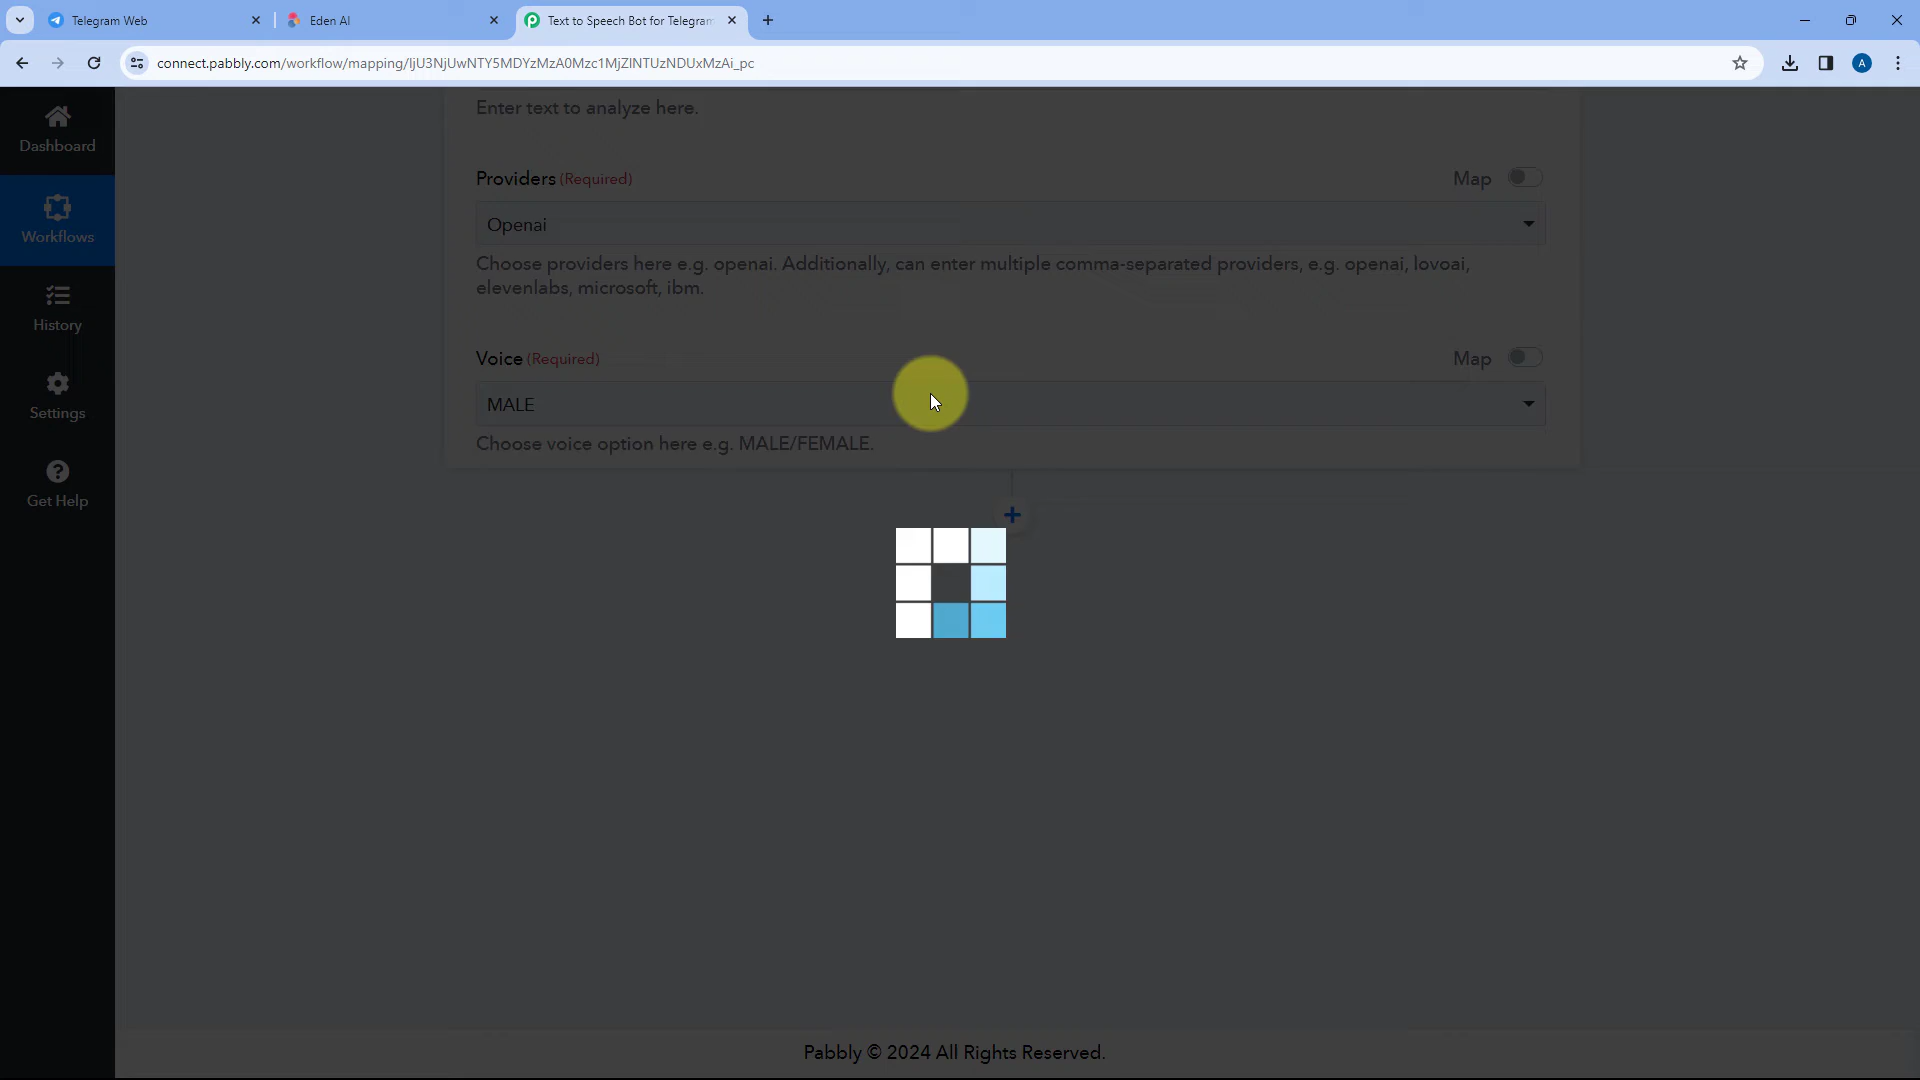 Telegram Web
Eden AI
Text to Speech Bot for Telegram
connect.pabbly.com/workflow/mapping/IjU3NjUwNTY5MDYzMzA0Mzc1MjZlNTUzNDUxMzAi_pc
A
Dashboard
Workflows
History
Settings
Get Help
Enter text to analyze here.
Providers (Required)
Map
Openai
Choose providers here e.g. openai. Additionally, can enter multiple comma-separated providers, e.g. openai, lovoai,
elevenlabs, microsoft, ibm.
Voice (Required)
Map
MALE
Choose voice option here e.g. MALE/FEMALE.
Pabbly © 2024 All Rights Reserved.